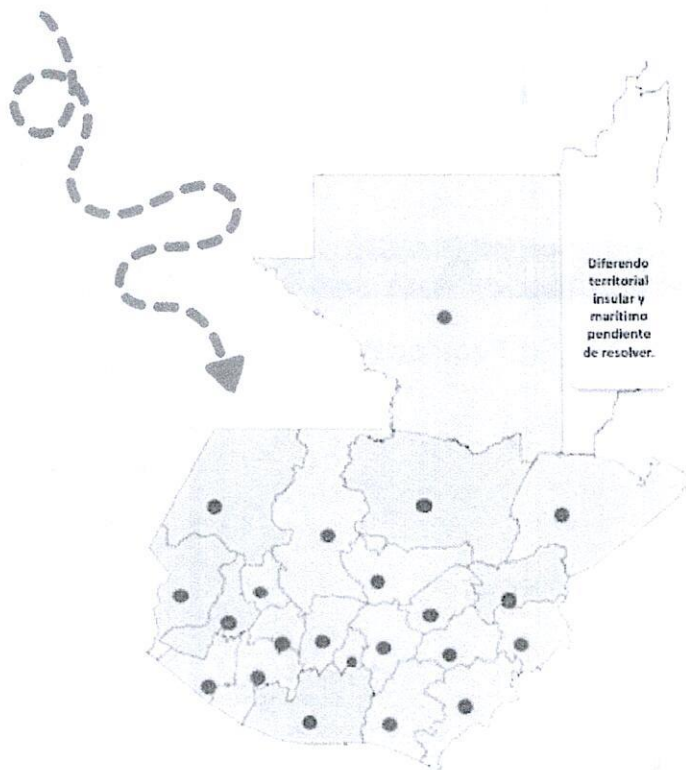 Diferendo
territorial
insular y
marítimo
pendiente
de resolver.